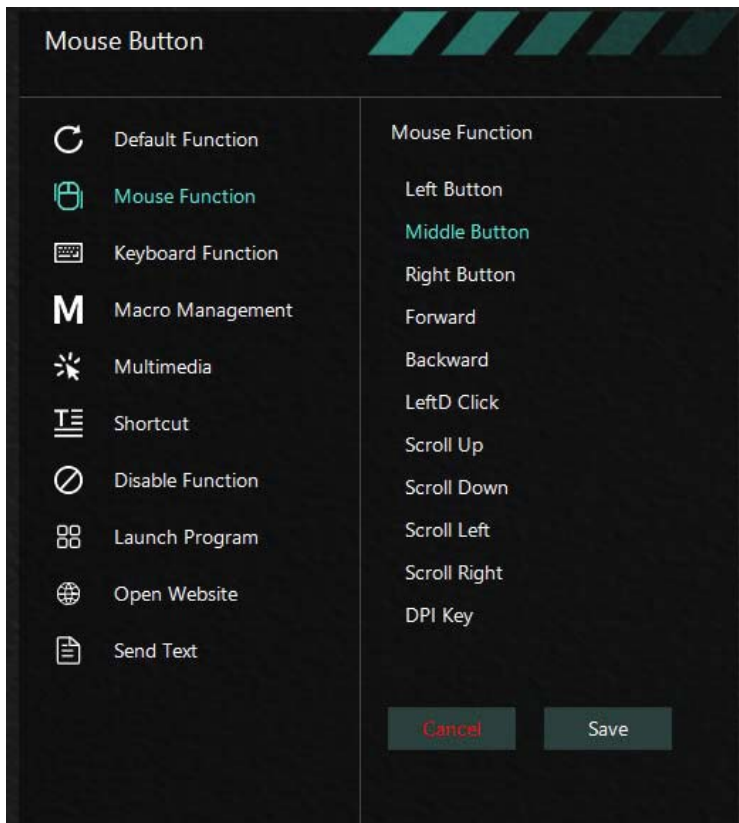 Mouse Button
Default Function
Mouse Function
Keyboard Function
Macro Management
Multimedia
Shortcut
Disable Function
Launch Program
Open Website
Send Text
Mouse Function
Left Button
Middle Button
Right Button
Forward
Backward
LeftD Click
Scroll Up
Scroll Down
Scroll Left
Scroll Right
DPI Key
Cancel
Save